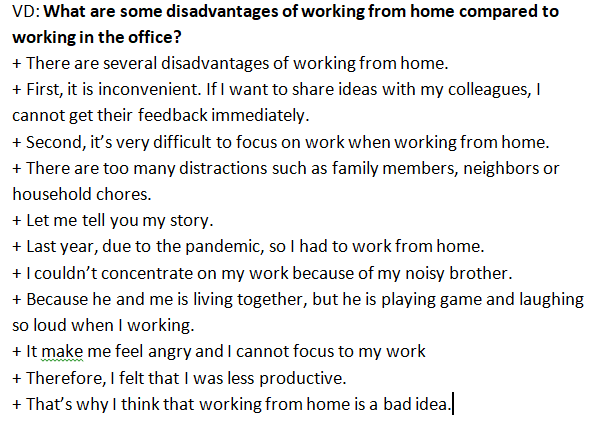 VD: What are some disadvantages of working from home compared to
working in the office?
+ There are several disadvantages of working from home.
+ First, it is inconvenient. If I want to share ideas with my colleagues, I
cannot get their feedback immediately.
+ Second, it’s very difficult to focus on work when working from home.
+ There are too many distractions such as family members, neighbors or
household chores.
+ Let me tell you my story.
+ Last year, due to the pandemic, so I had to work from home.
+ I couldn’t concentrate on my work because of my noisy brother.
+ Because he and me is living together, but he is playing game and laughing
so loud when I working.
+ It make me feel angry and I cannot focus to my work
+ Therefore, I felt that I was less productive.
+ That’s why I think that working from home is a bad idea.